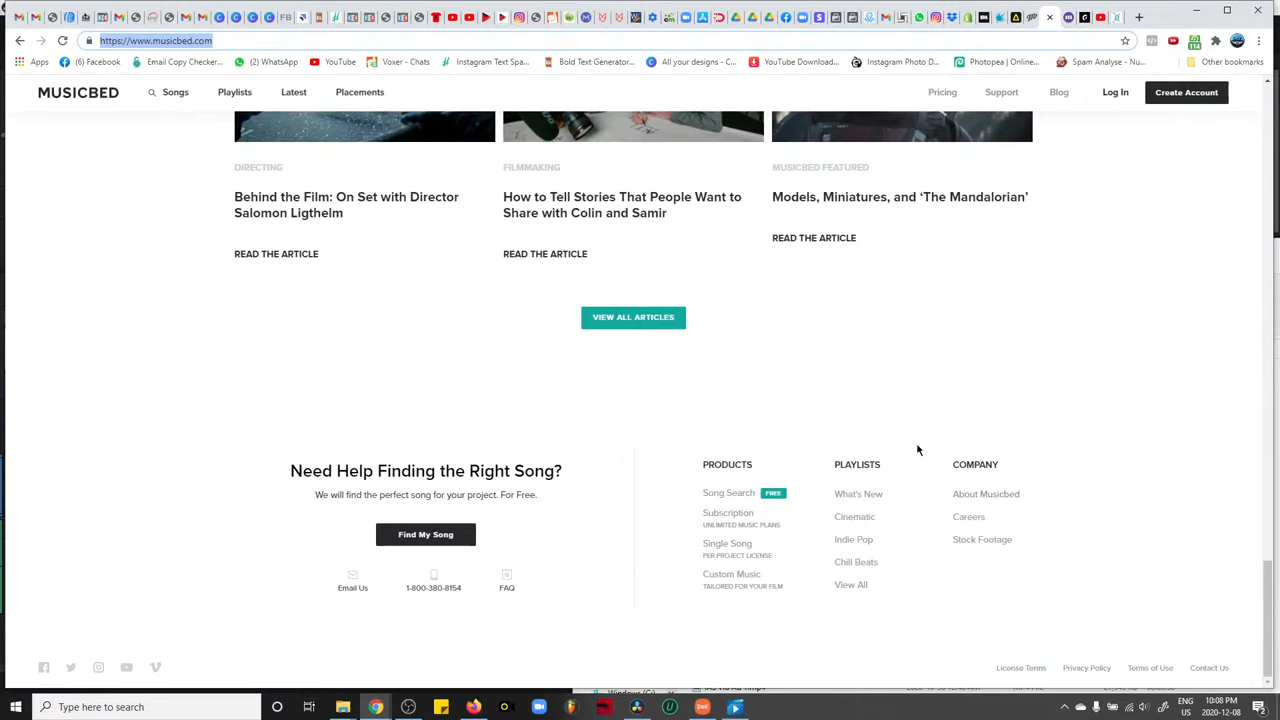 https://www.musicbed.com
Apps
(6) Facebook
Email Copy Checker...
(2) WhatsApp
YouTube
Voxer - Chats
Instagram Text Spa...
Bold Text Generator...
All your designs - C...
YouTube Download...
Instagram Photo D...
Photopea | Online...
Spam Analyse - Nu...
Other bookmarks
MUSICBED
Songs
Playlists
Latest
Placements
Pricing
Support
Blog
Log In
Create Account
DIRECTING
Behind the Film: On Set with Director
Salomon Ligthelm
READ THE ARTICLE
FILMMAKING
How to Tell Stories That People Want to
Share with Colin and Samir
READ THE ARTICLE
MUSICBED FEATURED
Models, Miniatures, and ‘The Mandalorian’
READ THE ARTICLE
VIEW ALL ARTICLES
Need Help Finding the Right Song?
We will find the perfect song for your project. For Free.
Find My Song
Email Us
1-800-380-8154
FAQ
PRODUCTS
Song Search FREE
Subscription
UNLIMITED MUSIC PLANS
Single Song
PER PROJECT LICENSE
Custom Music
TAILORED FOR YOUR FILM
PLAYLISTS
What's New
Cinematic
Indie Pop
Chill Beats
View All
COMPANY
About Musicbed
Careers
Stock Footage
License Terms
Privacy Policy
Terms of Use
Contact Us
Type here to search
ENG
US
10:08 PM
2020-12-08